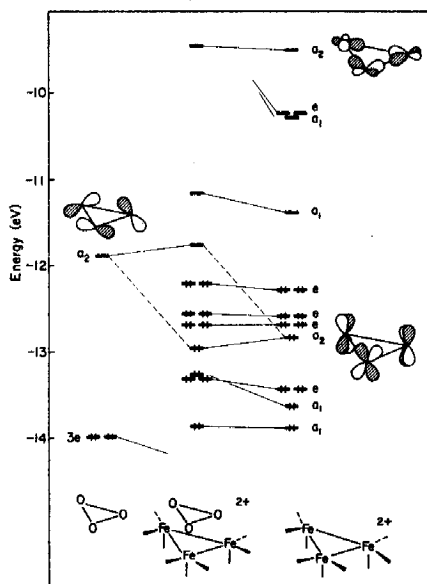 Energy (eV)
-10
-11
-12
-13
-14
a₂
e
a₁
a₁
a₂
e
e
e
a₂
e
a₁
a₁
3e
O O O
O O O
Fe Fe Fe
2+
Fe Fe Fe
2+